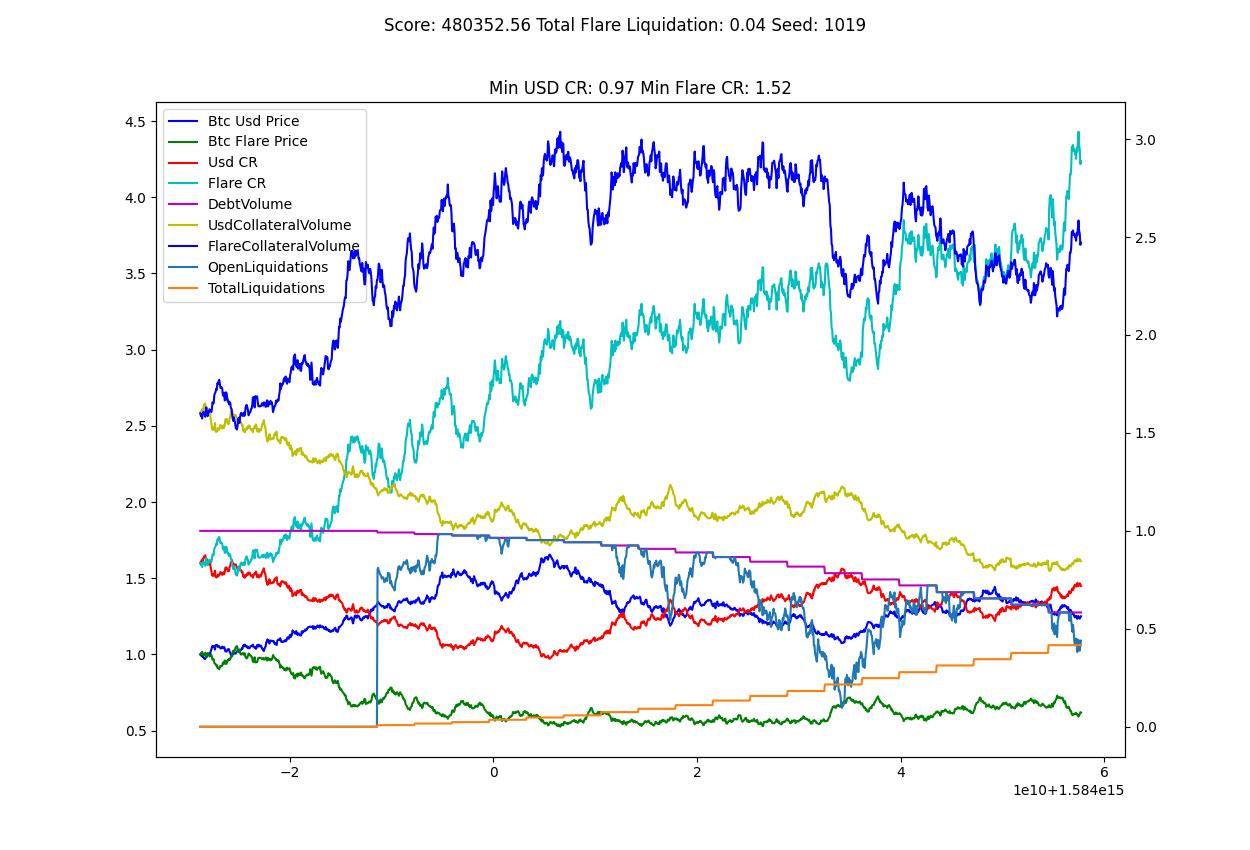 Score: 480352.56 Total Flare Liquidation: 0.04 Seed: 1019
Min USD CR: 0.97 Min Flare CR: 1.52
Btc Usd Price
Btc Flare Price
Usd CR
Flare CR
DebtVolume
UsdCollateralVolume
FlareCollateralVolume
OpenLiquidations
TotalLiquidations
4.5
4.0
3.5
3.0
2.5
2.0
1.5
1.0
0.5
3.0
2.5
2.0
1.5
1.0
0.5
0.0
−2 0 2 4 6
1e10+1.584e15